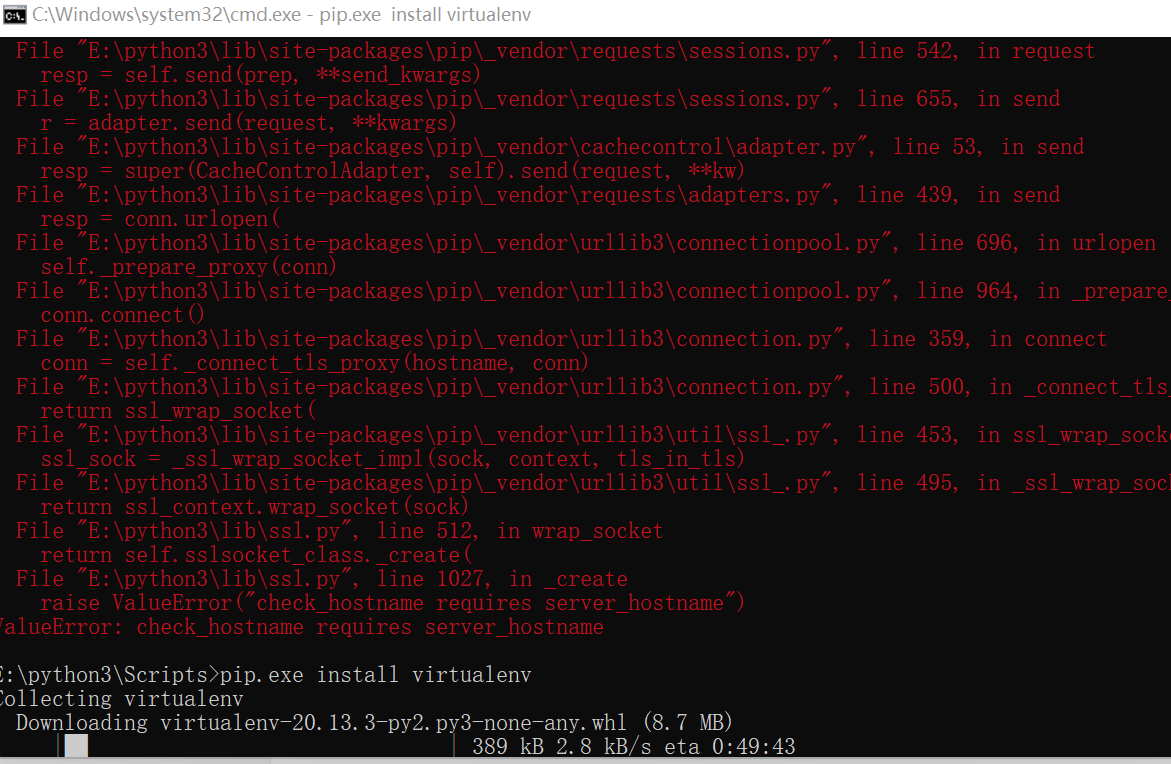 C:\Windows\system32\cmd.exe - pip.exe  install virtualenv
File "E:\python3\lib\site-packages\pip\_vendor\requests\sessions.py", line 542, in request
resp = self.send(prep, **send_kwargs)
File "E:\python3\lib\site-packages\pip\_vendor\requests\sessions.py", line 655, in send
r = adapter.send(request, **kwargs)
File "E:\python3\lib\site-packages\pip\_vendor\cachecontrol\adapter.py", line 53, in send
resp = super(CacheControlAdapter, self).send(request, **kw)
File "E:\python3\lib\site-packages\pip\_vendor\requests\adapters.py", line 439, in send
resp = conn.urlopen(
File "E:\python3\lib\site-packages\pip\_vendor\urllib3\connectionpool.py", line 696, in urlopen
self._prepare_proxy(conn)
File "E:\python3\lib\site-packages\pip\_vendor\urllib3\connectionpool.py", line 964, in _prepare_
conn.connect()
File "E:\python3\lib\site-packages\pip\_vendor\urllib3\connection.py", line 359, in connect
conn = self._connect_tls_proxy(hostname, conn)
File "E:\python3\lib\site-packages\pip\_vendor\urllib3\connection.py", line 500, in _connect_tls_
return ssl_wrap_socket(
File "E:\python3\lib\site-packages\pip\_vendor\urllib3\util\ssl_.py", line 453, in ssl_wrap_socke
ssl_sock = _ssl_wrap_socket_impl(sock, context, tls_in_tls)
File "E:\python3\lib\site-packages\pip\_vendor\urllib3\util\ssl_.py", line 495, in _ssl_wrap_soc
return ssl_context.wrap_socket(sock)
File "E:\python3\lib\ssl.py", line 512, in wrap_socket
return self.sslsocket_class._create(
File "E:\python3\lib\ssl.py", line 1027, in _create
raise ValueError("check_hostname requires server_hostname")
ValueError: check_hostname requires server_hostname
E:\python3\Scripts>pip.exe install virtualenv
Collecting virtualenv
Downloading virtualenv-20.13.3-py2.py3-none-any.whl (8.7 MB)
| | 389 kB 2.8 kB/s eta 0:49:43